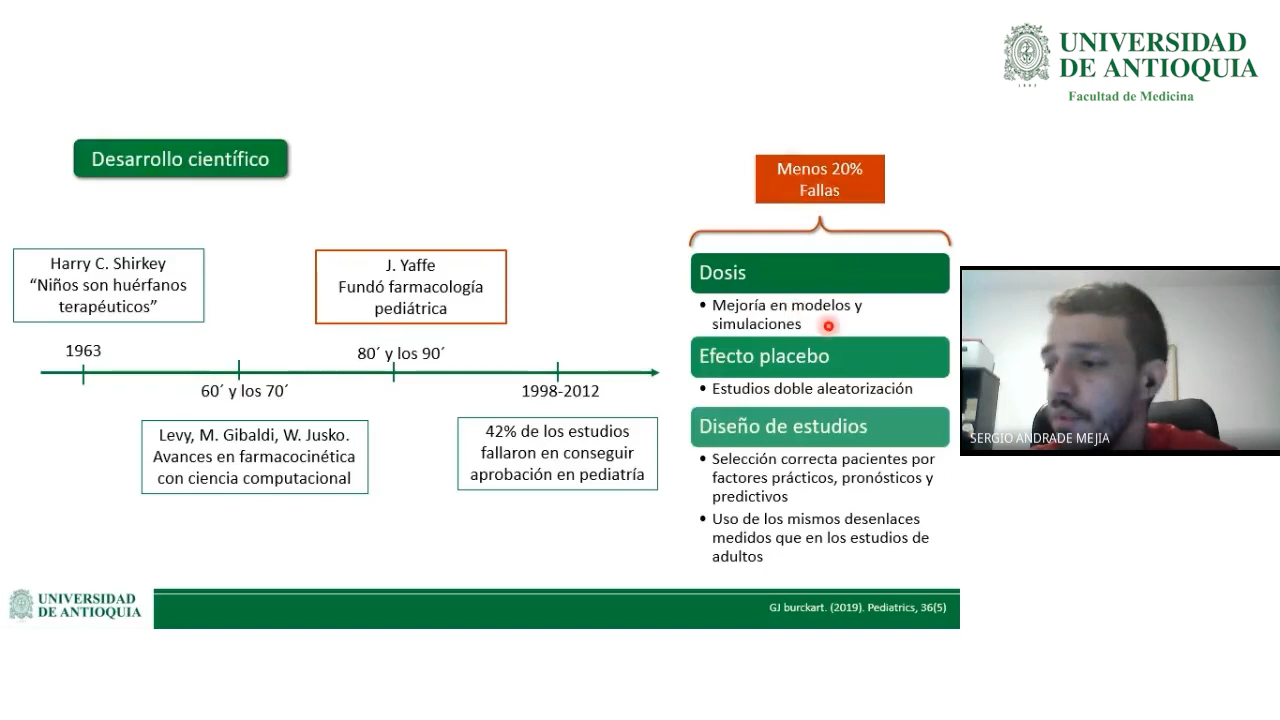 UNIVERSIDAD
DE ANTIOQUIA
Facultad de Medicina
Desarrollo científico
Menos 20%
Fallas
Harry C. Shirkey
“Niños son huérfanos
terapéuticos”
J. Yaffe
Fundó farmacología
pediátrica
1963
80´ y los 90´
60´ y los 70´
1998-2012
Levy, M. Gibaldi, W. Jusko.
Avances en farmacocinética
con ciencia computacional
42% de los estudios
fallaron en conseguir
aprobación en pediatría
Dosis
• Mejoría en modelos y
simulaciones
Efecto placebo
• Estudios doble aleatorización
Diseño de estudios
• Selección correcta pacientes por
factores prácticos, pronósticos y
predictivos
• Uso de los mismos desenlaces
medidos que en los estudios de
adultos
SERGIO ANDRADE MEJIA
UNIVERSIDAD
DE ANTIOQUIA
GJ burckart. (2019). Pediatrics, 36(5)